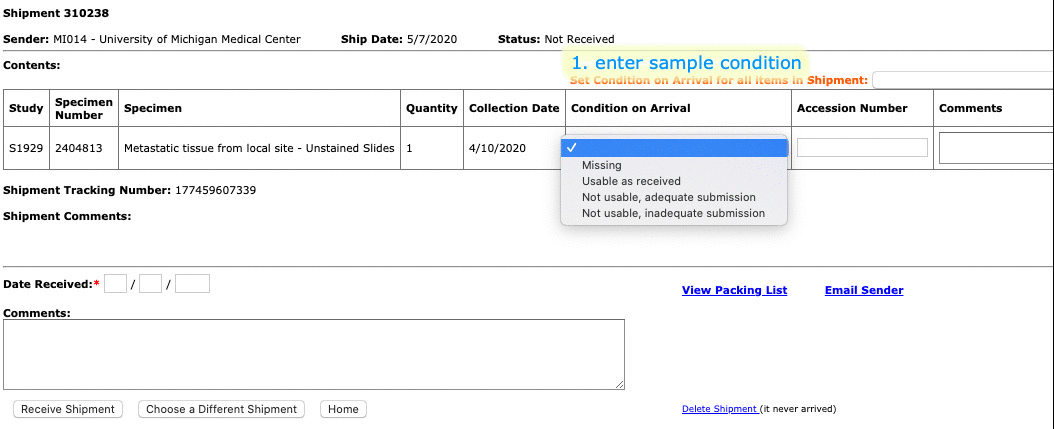 Shipment 310238
Sender: MI014 - University of Michigan Medical Center Ship Date: 5/7/2020 Status: Not Received
1. enter sample condition
Contents:
Set Condition on Arrival for all items in Shipment:
Study Specimen Number Specimen Quantity Collection Date Condition on Arrival Accession Number Comments
S1929 2404813 Metastatic tissue from local site - Unstained Slides 1 4/10/2020
✓
Missing
Usable as received
Not usable, adequate submission
Not usable, inadequate submission
Shipment Tracking Number: 177459607339
Shipment Comments:
Date Received:* / /
View Packing List Email Sender
Comments:
Receive Shipment Choose a Different Shipment Home
Delete Shipment (it never arrived)